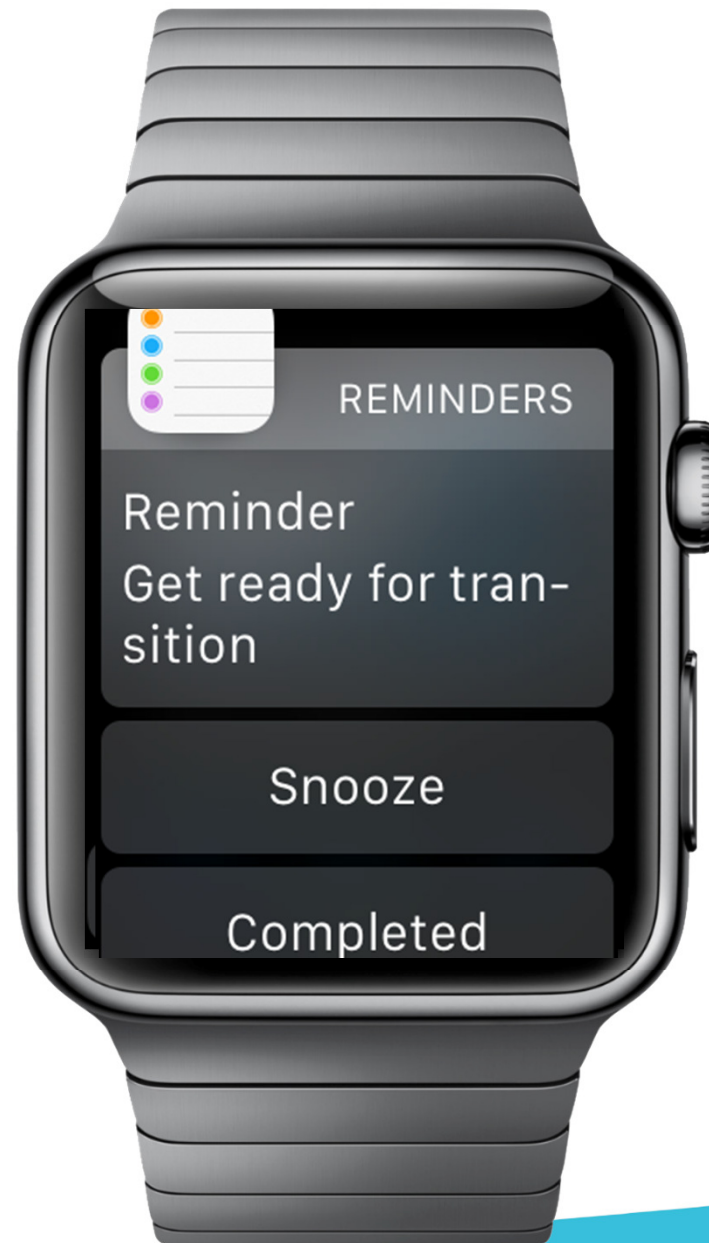 REMINDERS
Reminder
Get ready for tran-
sition
Snooze
Completed